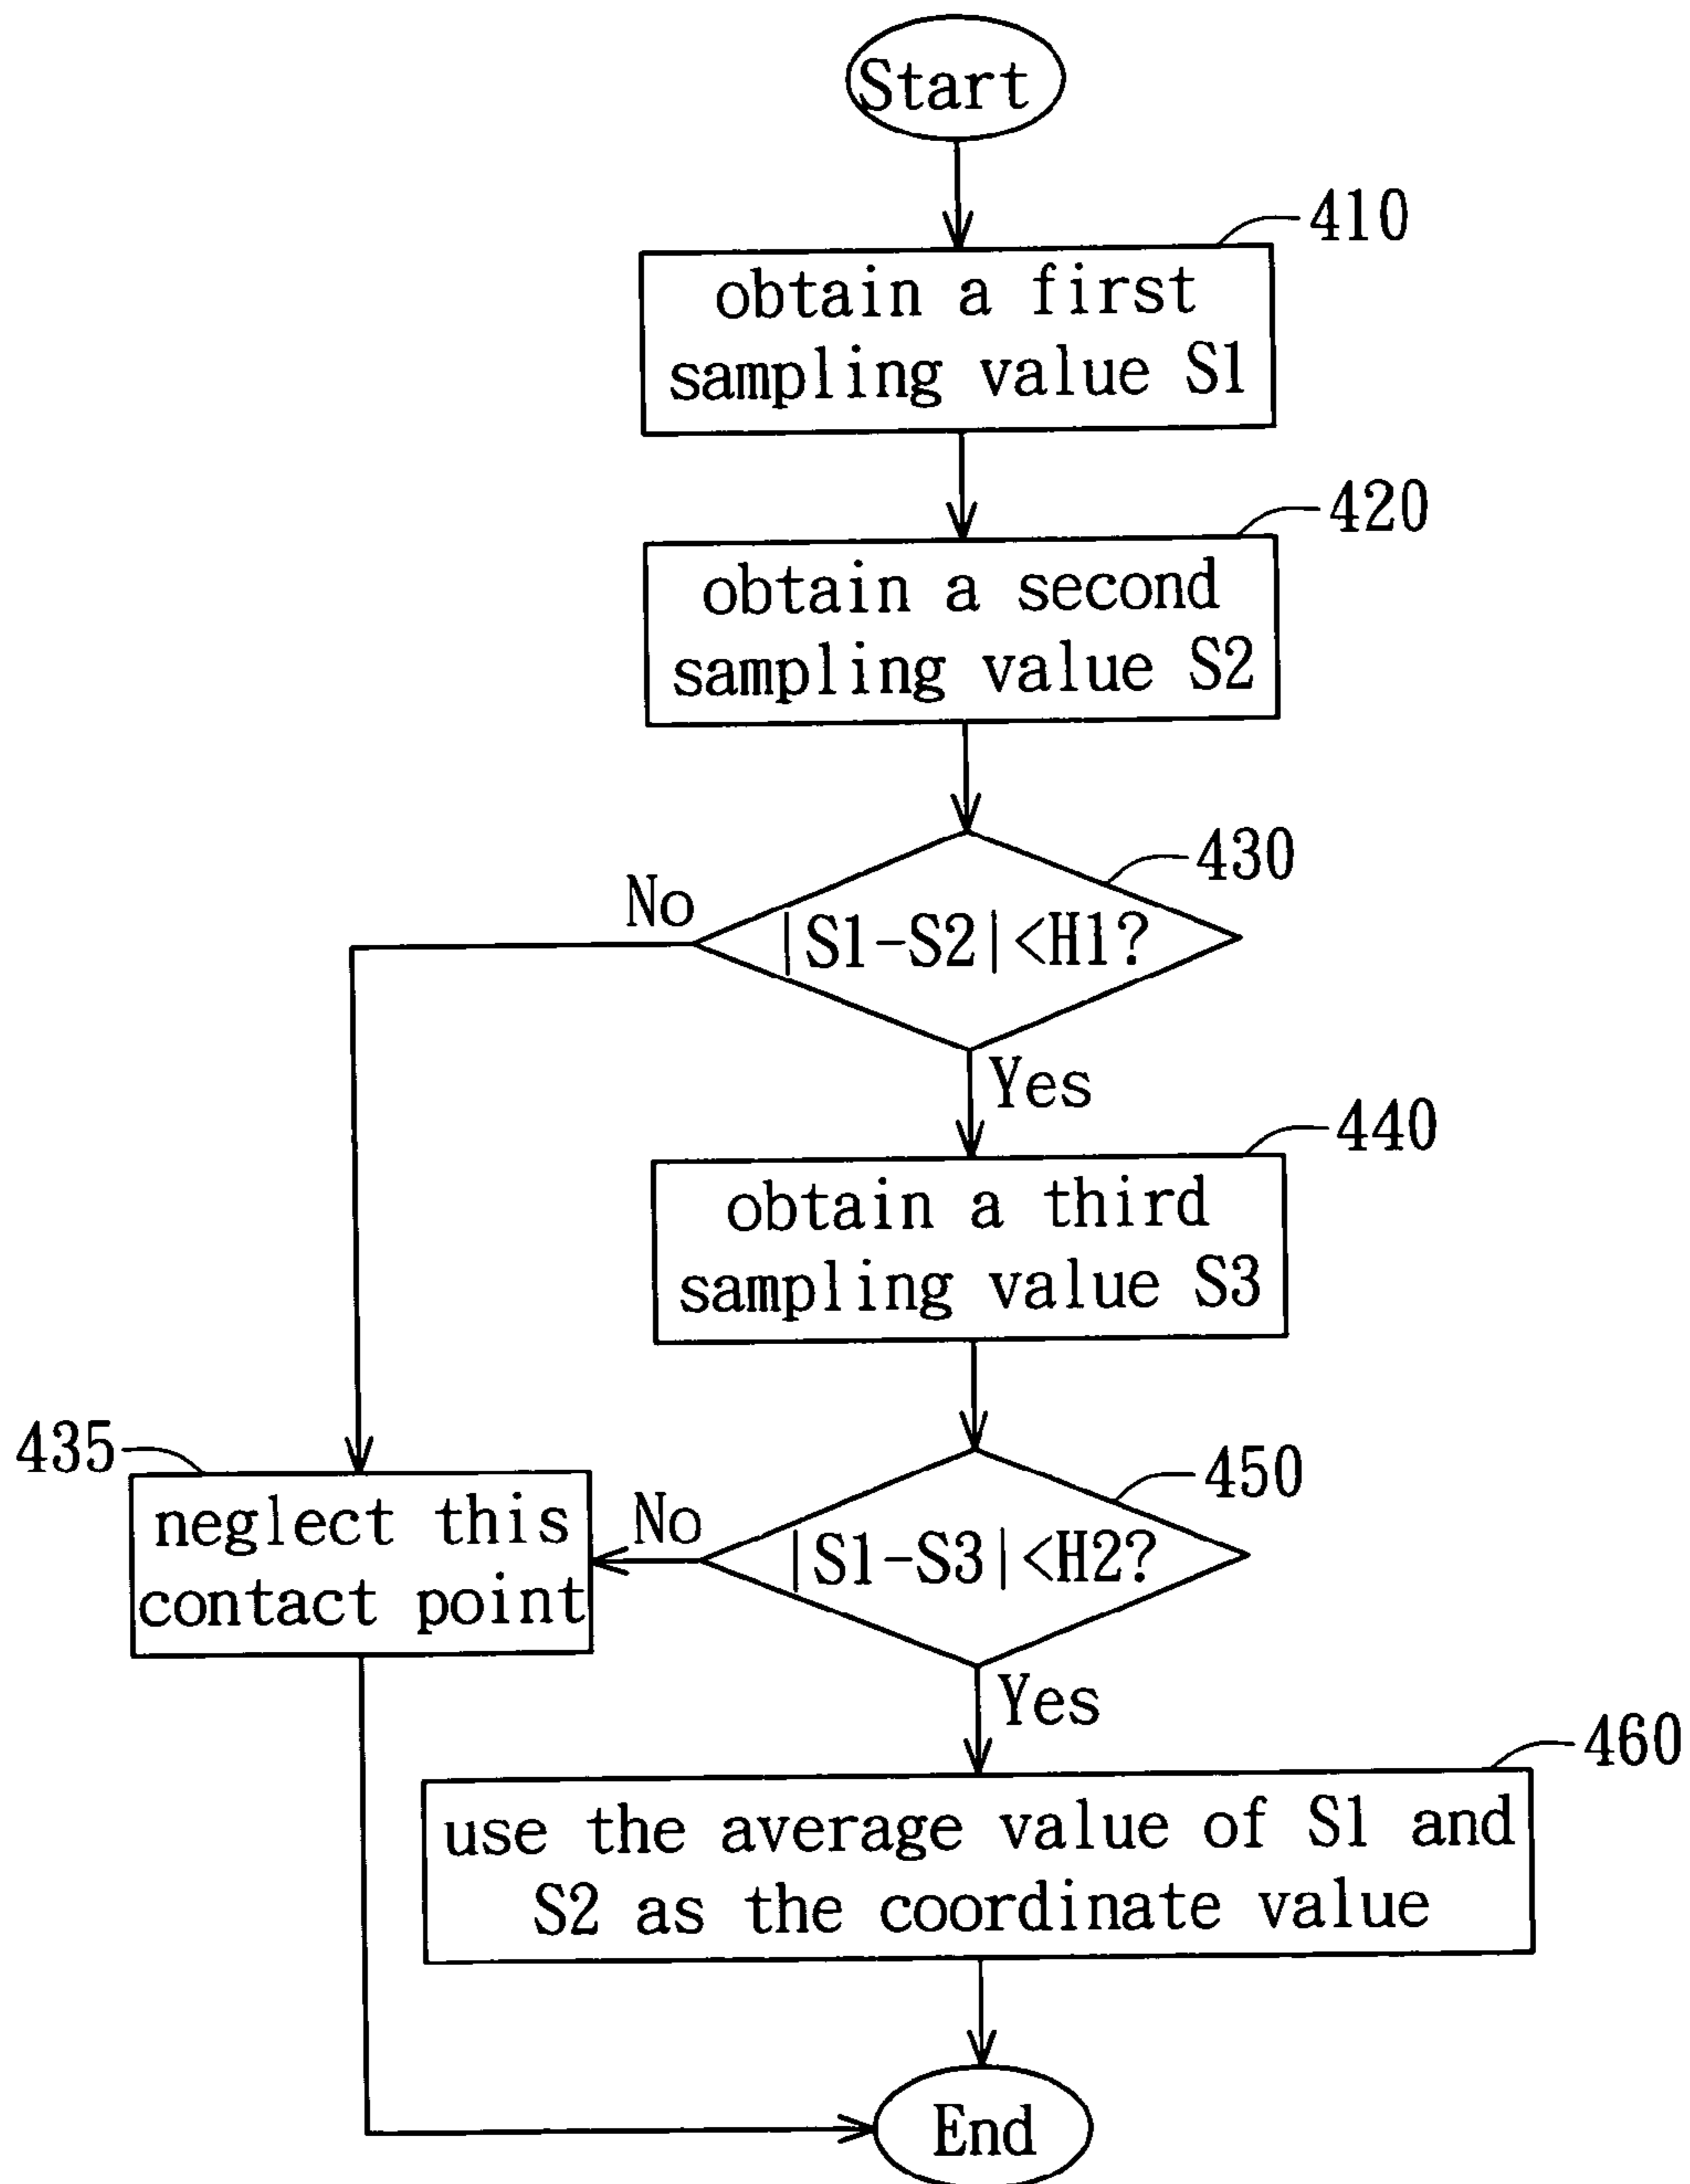 Start
410
obtain a first
sampling value S1
420
obtain a second
sampling value S2
430
No
|S1-S2|<H1?
Yes
440
obtain a third
sampling value S3
435
neglect this
contact point
No
450
|S1-S3|<H2?
Yes
460
use the average value of S1 and
S2 as the coordinate value
End